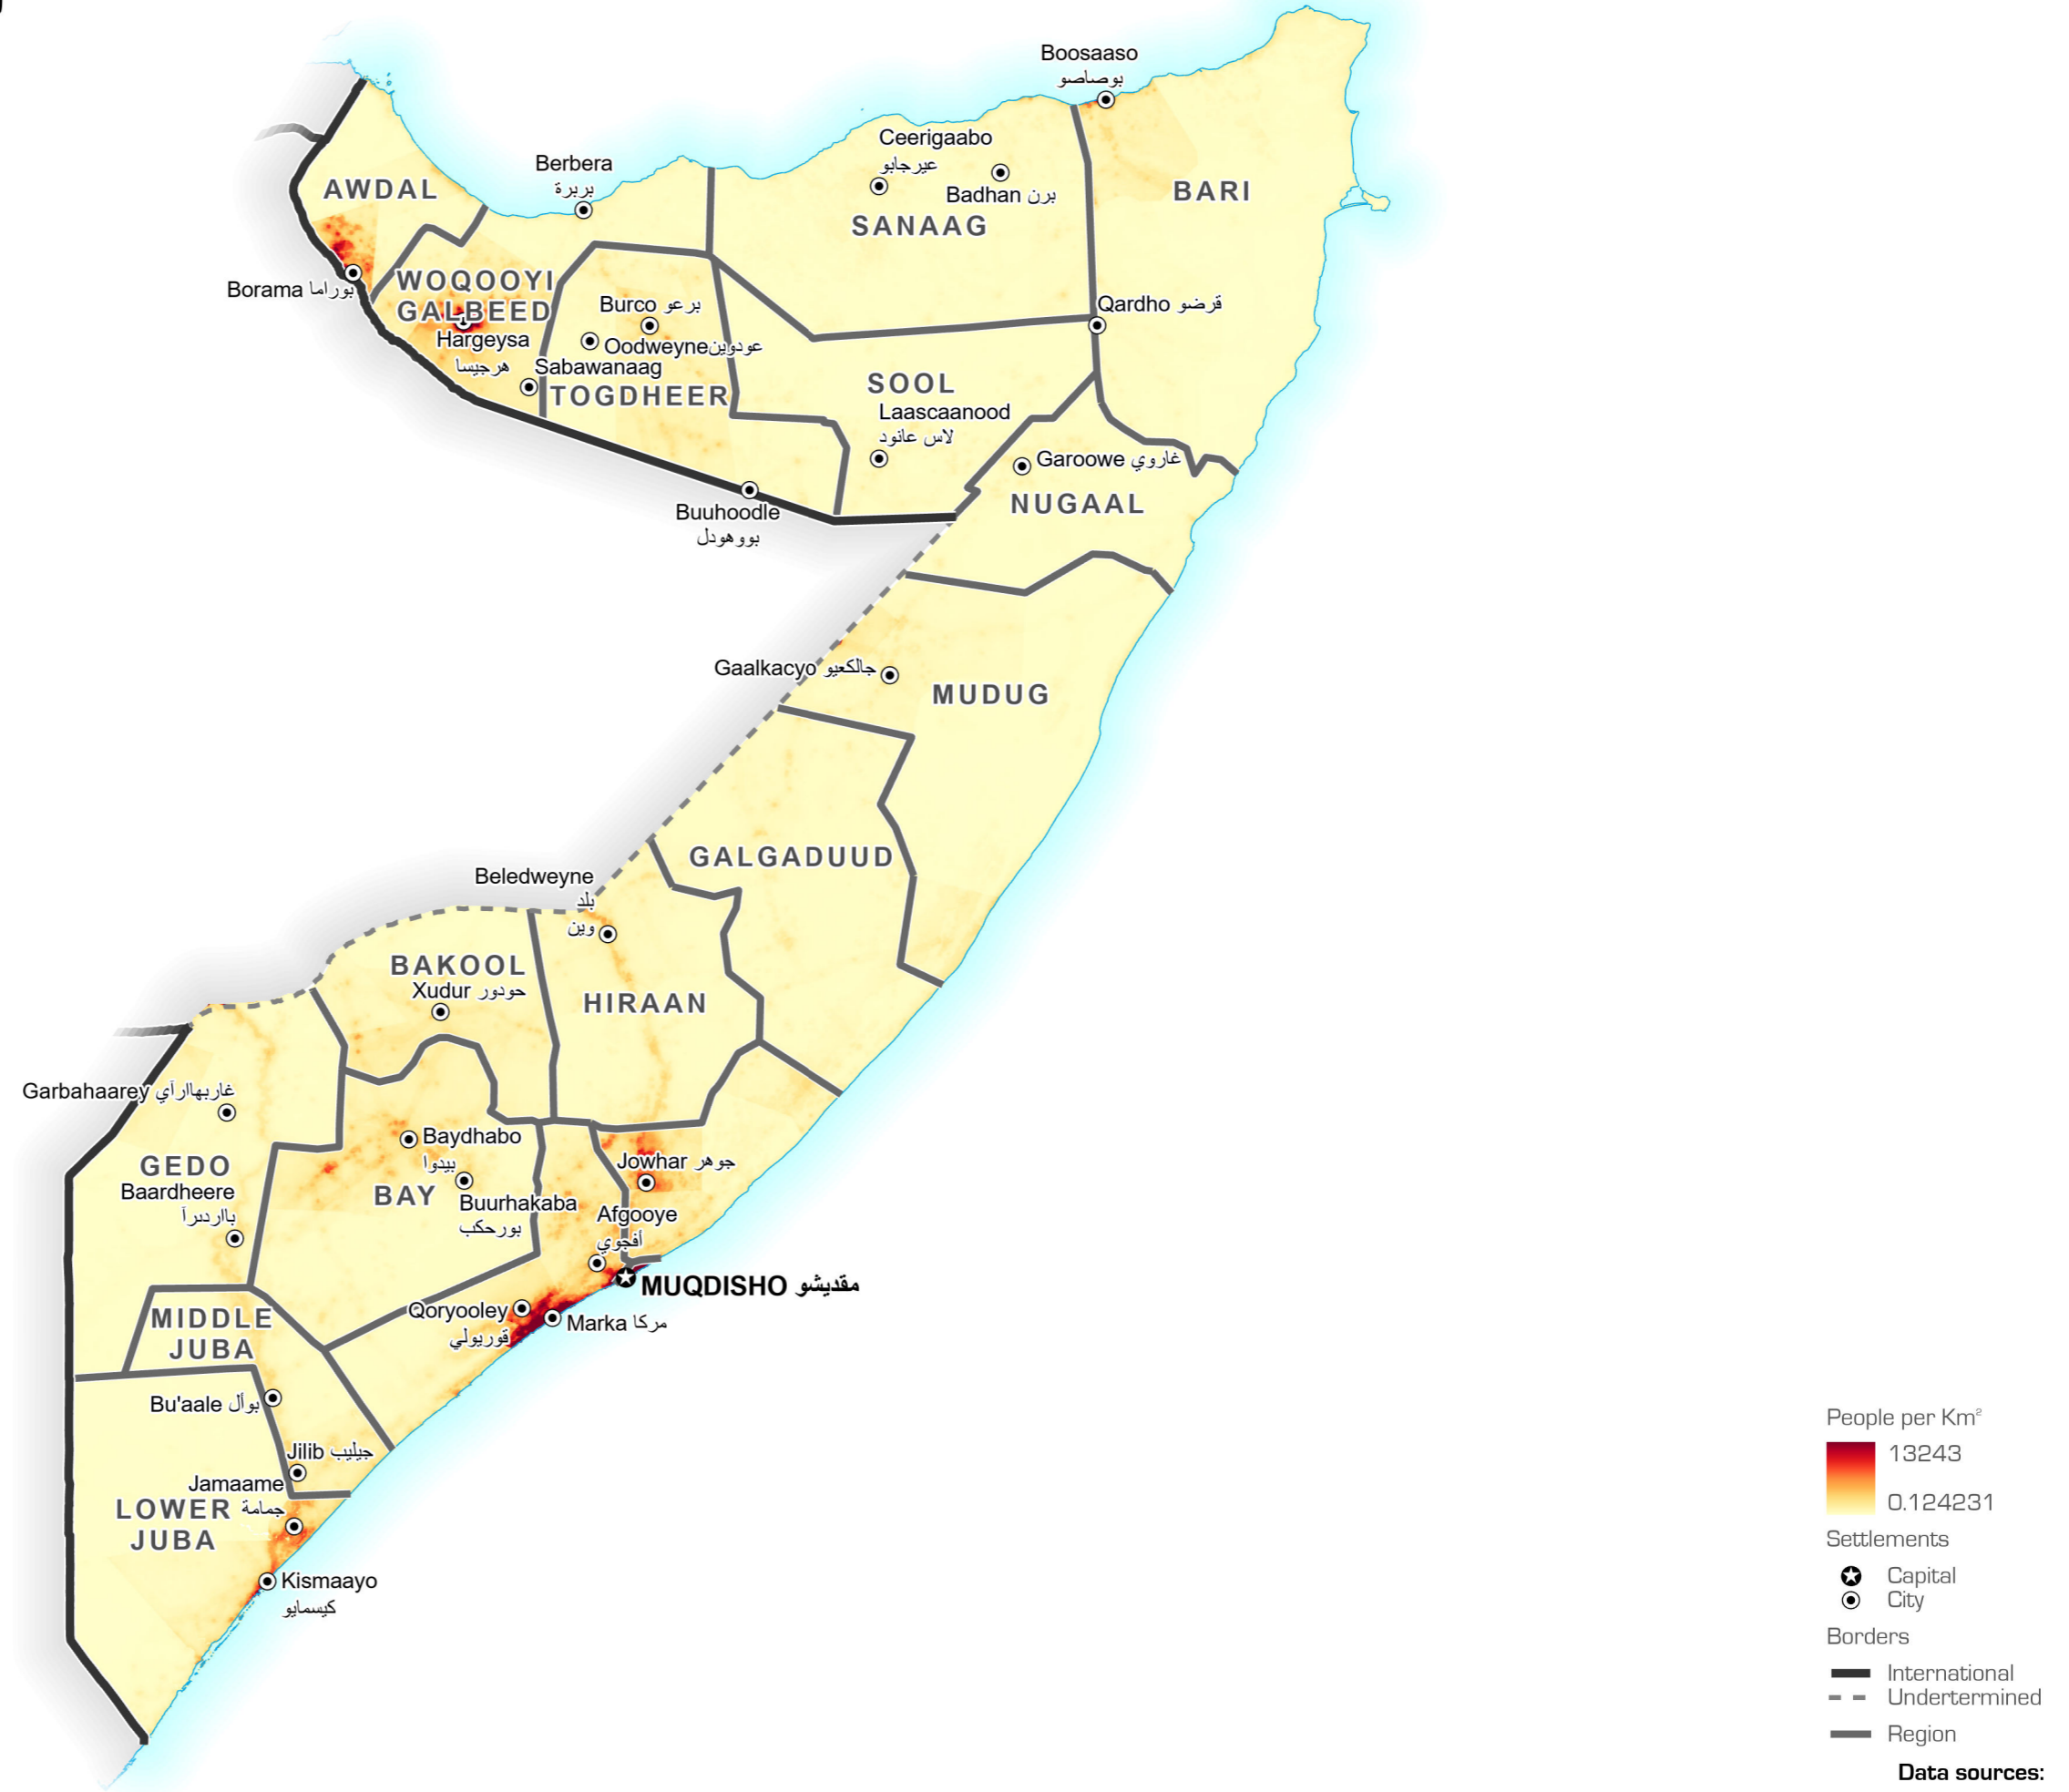 Boosaaso
بوصاصو
Ceerigaabo
عيرجابو
Berbera
بربرة
AWDAL
Badhan برن
BARI
SANAAG
Borama بوراما
WOQOOYI
GALBEED
Burco برعو
Qardho قرضو
Hargeysa
هرجيسا
Oodweyne عودوين
Sabawanaag
TOGDHEER
SOOL
Laascaanood
لاس عانود
Garoowe غاروي
NUGAAL
Buuhoodle
بووهودل
Gaalkacyo جالكعيو
MUDUG
GALGADUUD
Beledweyne
بلد
وين
BAKOOL
Xudur حودور
HIRAAN
Garbahaarey غاربهاارآي
Baydhabo
بيدوا
Jowhar جوهر
GEDO
Baardheere
بااردىرآ
BAY
Buurhakaba
بورحكب
Afgooye
أفجوي
MUQDISHO مقديشو
Qoryooley
قوريولي
Marka مركا
MIDDLE
JUBA
Bu'aale بوأل
Jilib جيليب
Jamaame
جمامة
LOWER
JUBA
Kismaayo
كيسمايو
People per Km²
13243
0.124231
Settlements
Capital
City
Borders
International
Undertermined
Region
Data sources: